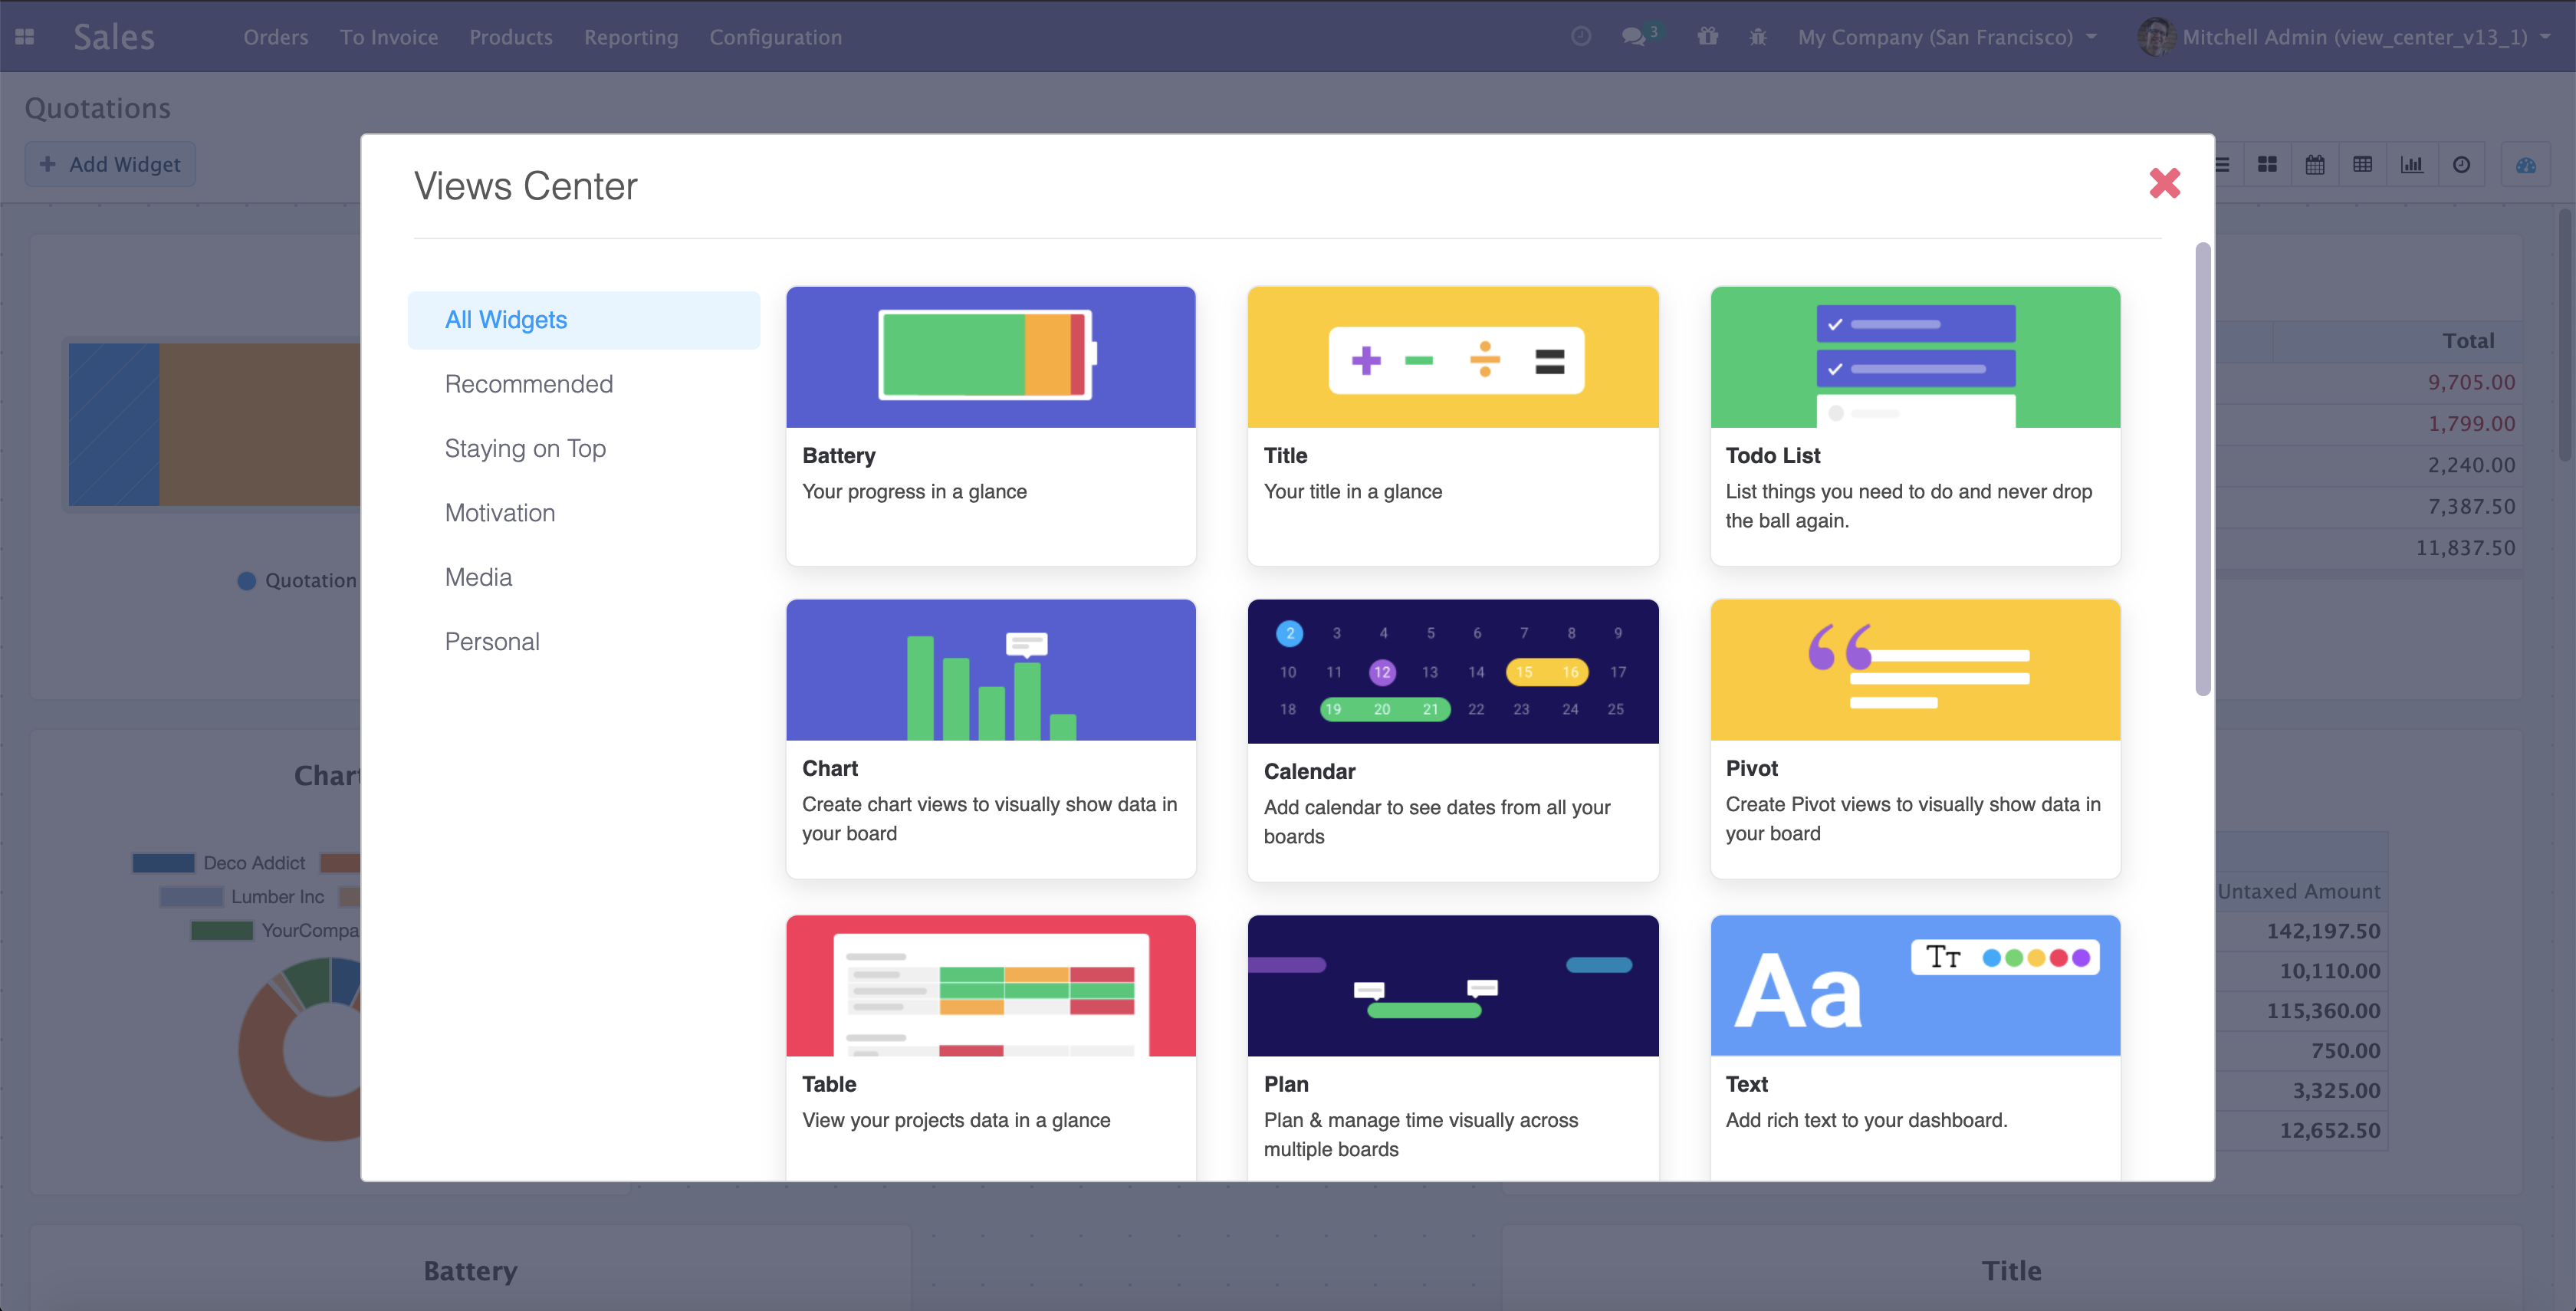 Sales
Orders
To Invoice
Products
Reporting
Configuration
3
My Company (San Francisco)
Mitchell Admin (view_center_v13_1)
Quotations
Add Widget
Views Center
All Widgets
Recommended
Staying on Top
Motivation
Media
Personal
Battery
Your progress in a glance
Title
Your title in a glance
Todo List
List things you need to do and never drop
the ball again.
Chart
Create chart views to visually show data in
your board
2 3 4 5 6 7 8 9
10 11 12 13 14 15 16 17
18 19 20 21 22 23 24 25
Calendar
Add calendar to see dates from all your
boards
Pivot
Create Pivot views to visually show data in
your board
Table
View your projects data in a glance
Plan
Plan & manage time visually across
multiple boards
Aa
TT
Text
Add rich text to your dashboard.
Quotation
Total
9,705.00
1,799.00
2,240.00
7,387.50
11,837.50
Chart
Deco Addict
Lumber Inc
YourCompa
Untaxed Amount
142,197.50
10,110.00
115,360.00
750.00
3,325.00
12,652.50
Battery
Title